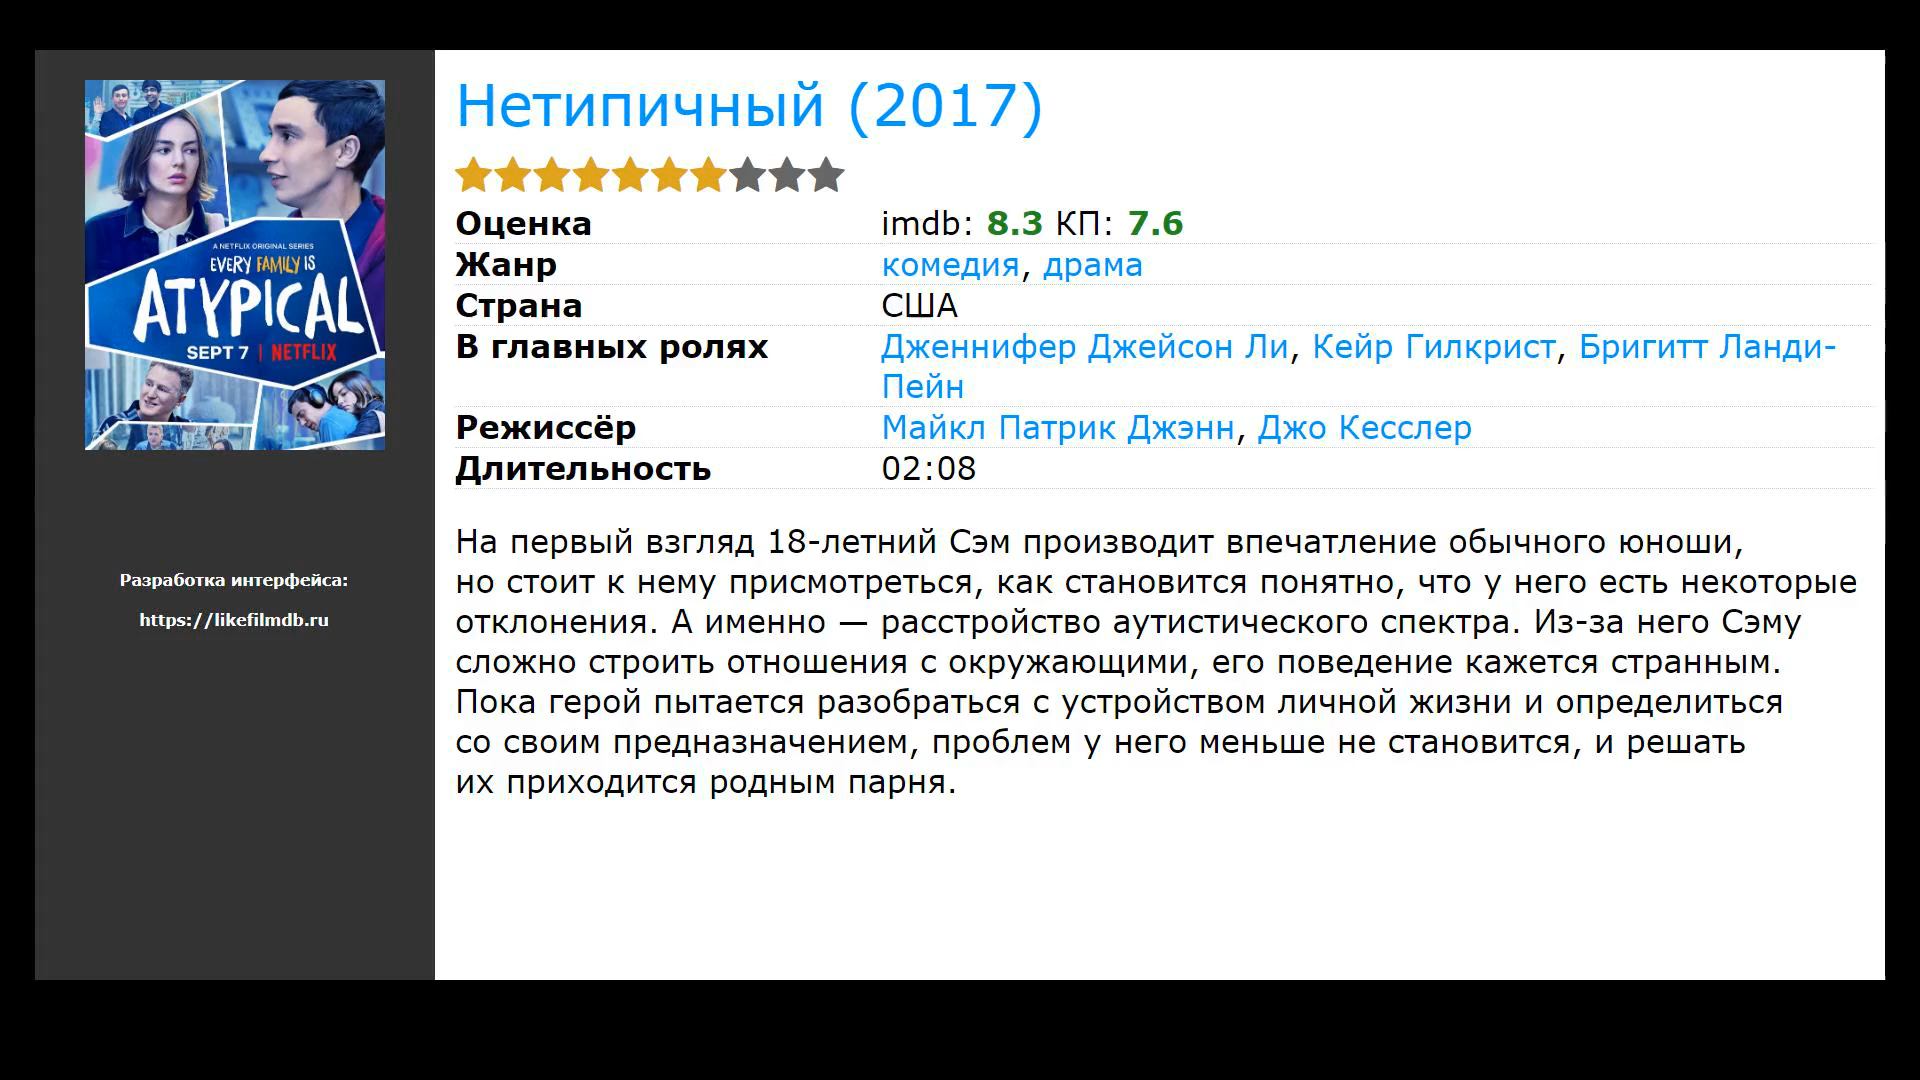 A NETFLIX ORIGINAL SERIES
EVERY FAMILY IS
ATYPICAL
SEPT 7 | NETFLIX
Разработка интерфейса:
https://likefilmdb.ru
Нетипичный (2017)
Оценка imdb: 8.3 КП: 7.6
Жанр комедия, драма
Страна США
В главных ролях Дженнифер Джейсон Ли, Кейр Гилкрист, Бригитт Ланди-
Пейн
Режиссёр Майкл Патрик Джэнн, Джо Кесслер
Длительность 02:08
На первый взгляд 18-летний Сэм производит впечатление обычного юноши,
но стоит к нему присмотреться, как становится понятно, что у него есть некоторые
отклонения. А именно — расстройство аутистического спектра. Из-за него Сэму
сложно строить отношения с окружающими, его поведение кажется странным.
Пока герой пытается разобраться с устройством личной жизни и определиться
со своим предназначением, проблем у него меньше не становится, и решать
их приходится родным парня.